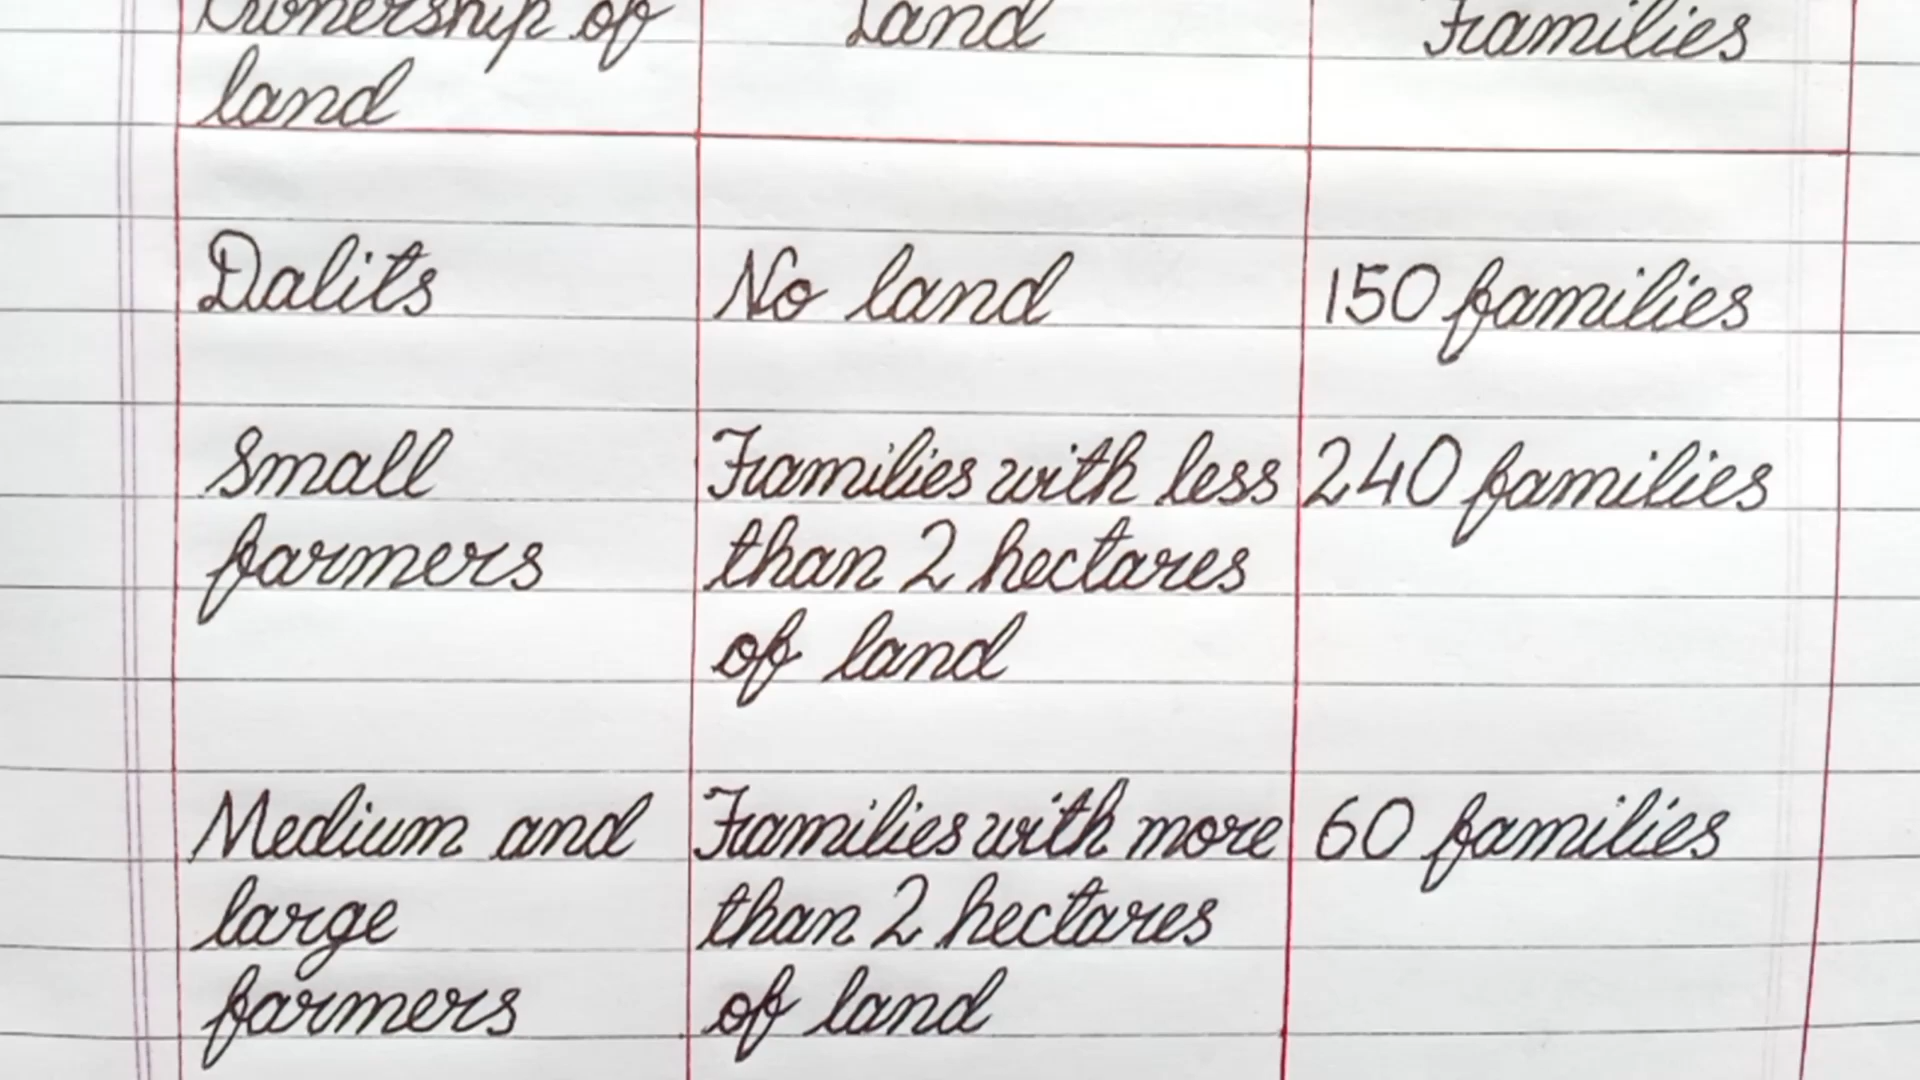 Ownership of
land
Land
Families
Dalits
No land
150 families
Small
farmers
Families with less
than 2 hectares
of land
240 families
Medium and
large
farmers
Families with more
than 2 hectares
of land
60 families